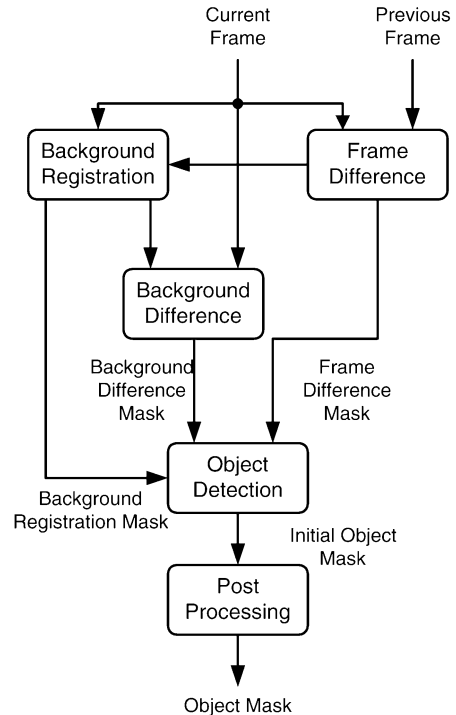 Current
Frame
Previous
Frame
Background
Registration
Frame
Difference
Background
Difference
Background
Difference
Mask
Frame
Difference
Mask
Object
Detection
Background
Registration Mask
Initial Object
Mask
Post
Processing
Object Mask